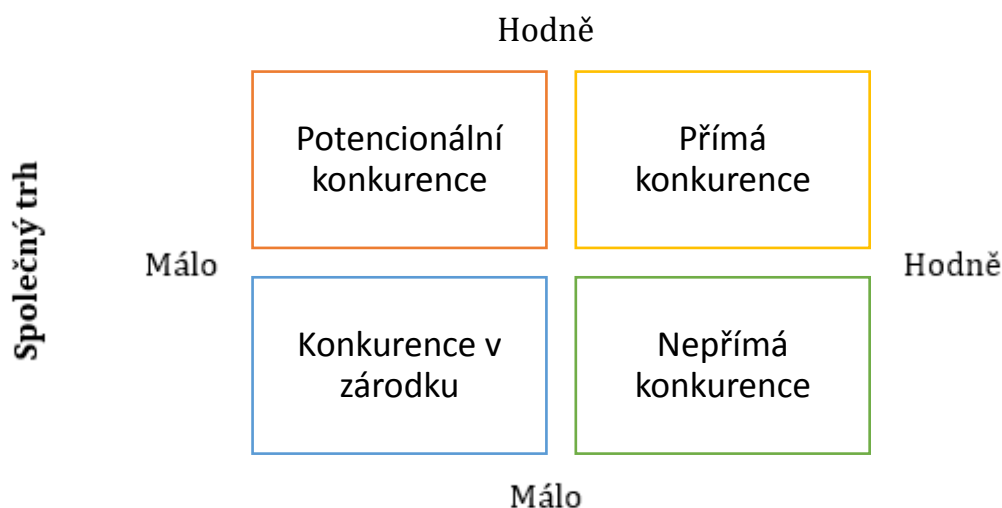 Hodně
Potencionální
konkurence
Přímá
konkurence
Společný trh
Málo
Hodně
Konkurence v
zárodku
Nepřímá
konkurence
Málo